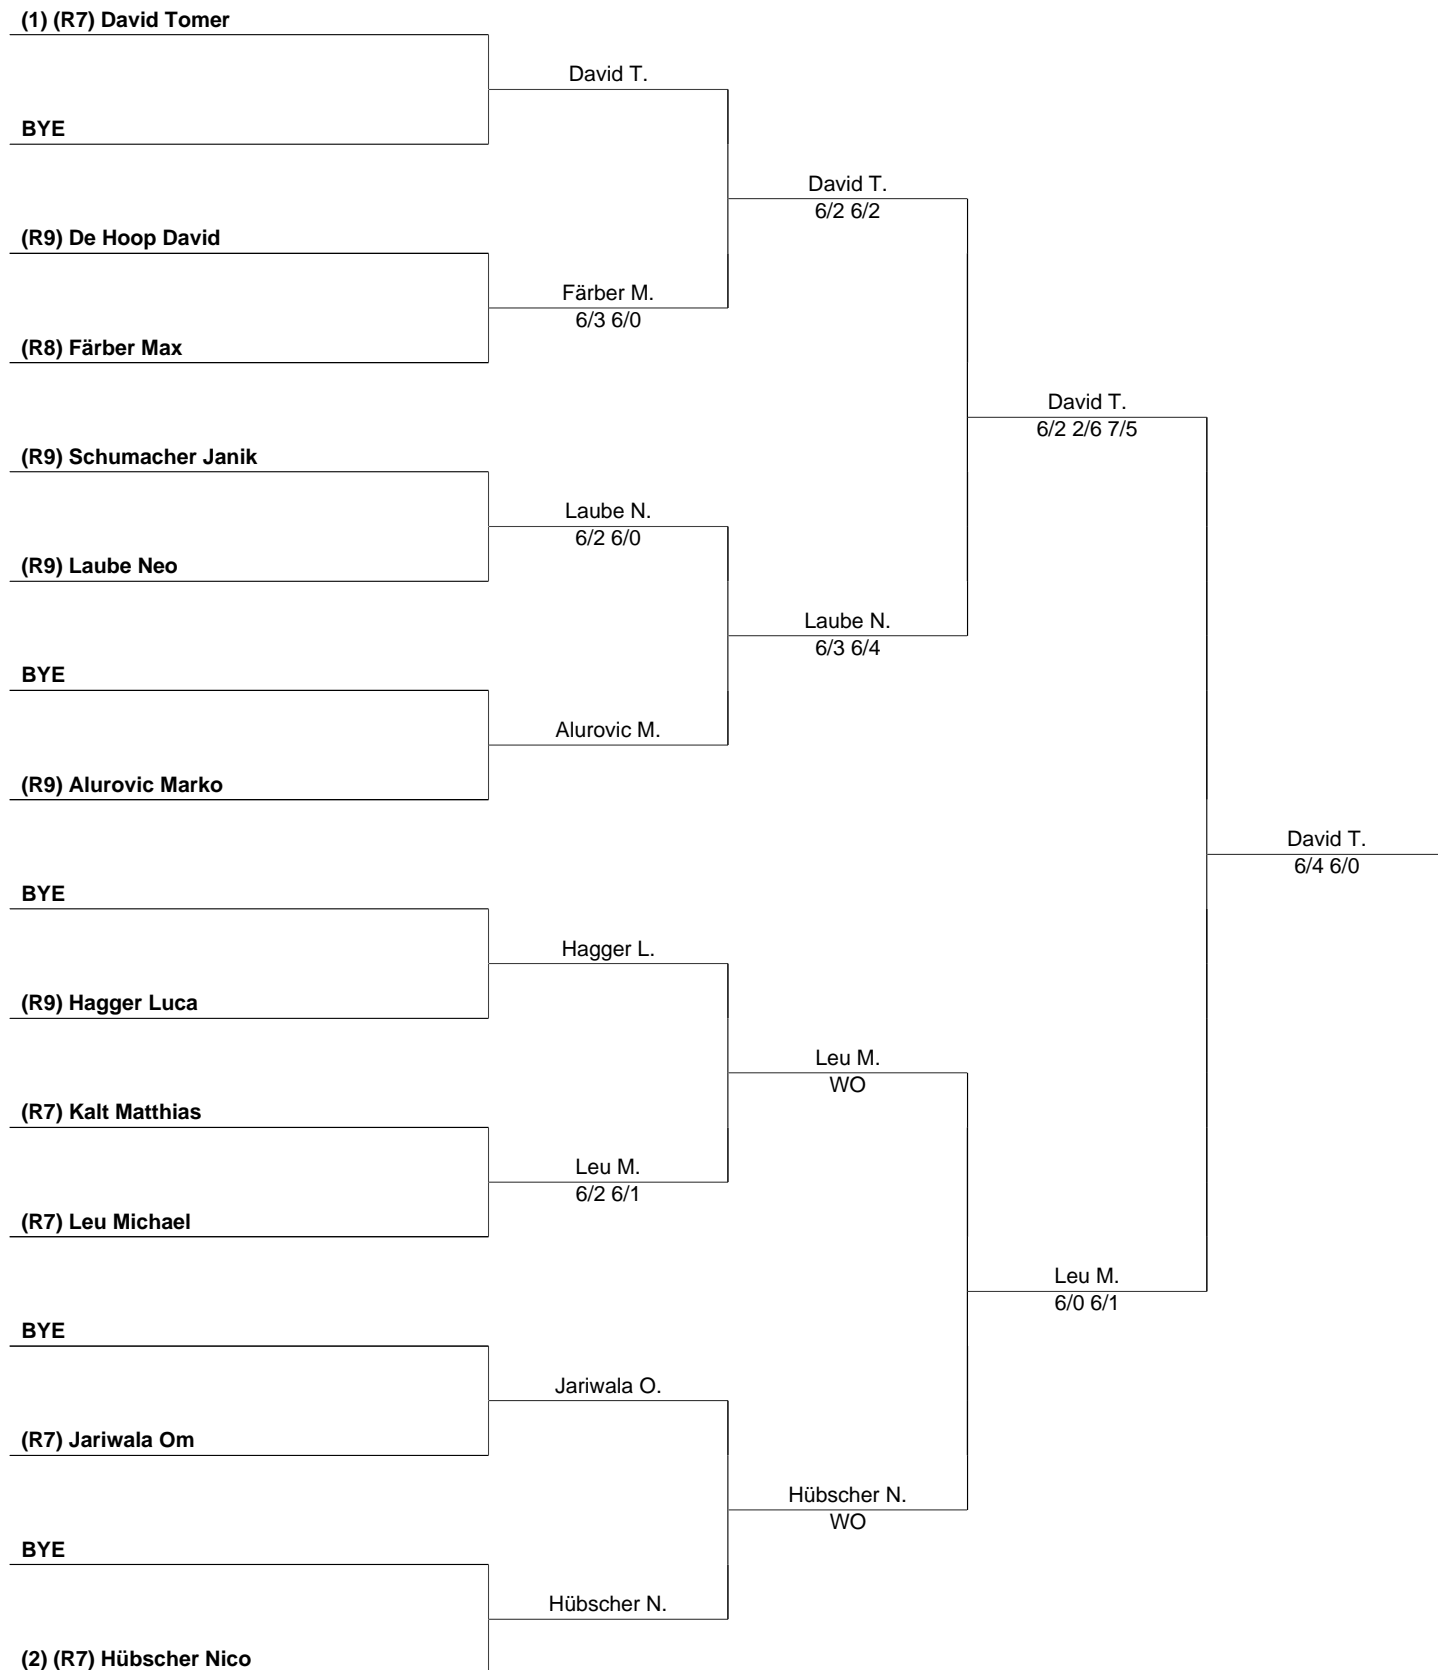 (1) (R7) David Tomer
David T.
BYE
David T.
6/2 6/2
(R9) De Hoop David
Färber M.
6/3 6/0
(R8) Färber Max
David T.
6/2 2/6 7/5
(R9) Schumacher Janik
Laube N.
6/2 6/0
(R9) Laube Neo
Laube N.
6/3 6/4
BYE
Alurovic M.
(R9) Alurovic Marko
David T.
6/4 6/0
BYE
Hagger L.
(R9) Hagger Luca
Leu M.
WO
(R7) Kalt Matthias
Leu M.
6/2 6/1
(R7) Leu Michael
Leu M.
6/0 6/1
BYE
Jariwala O.
(R7) Jariwala Om
Hübscher N.
WO
BYE
Hübscher N.
(2) (R7) Hübscher Nico